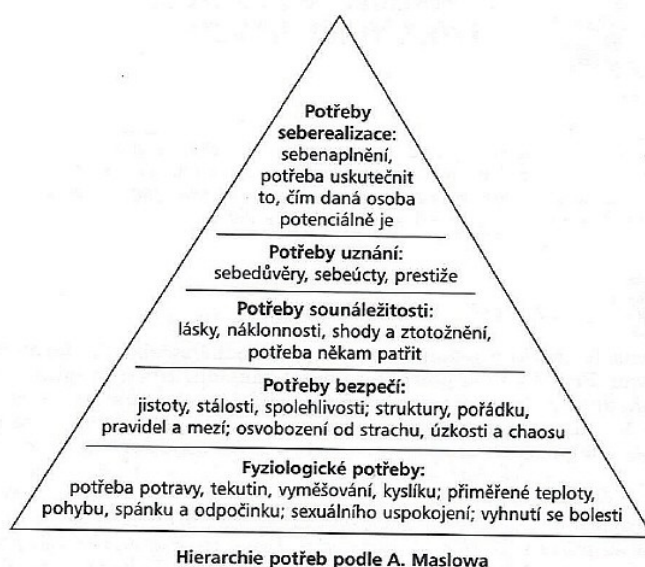 Potřeby
seberealizace:
sebenaplnění,
potřeba uskutečnit
to, čím daná osoba
potenciálně je
Potřeby uznání:
sebedůvěry, sebeúcty, prestiže
Potřeby sounáležitosti:
lásky, náklonnosti, shody a ztotožnění,
potřeba někam patřit
Potřeby bezpečí:
jistoty, stálosti, spolehlivosti; struktury, pořádku,
pravidel a mezí; osvobození od strachu, úzkosti a chaosu
Fyziologické potřeby:
potřeba potravy, tekutin, vyměšování, kyslíku; přiměřené teploty,
pohybu, spánku a odpočinku; sexuálního uspokojení; vyhnutí se bolesti
Hierarchie potřeb podle A. Maslowa